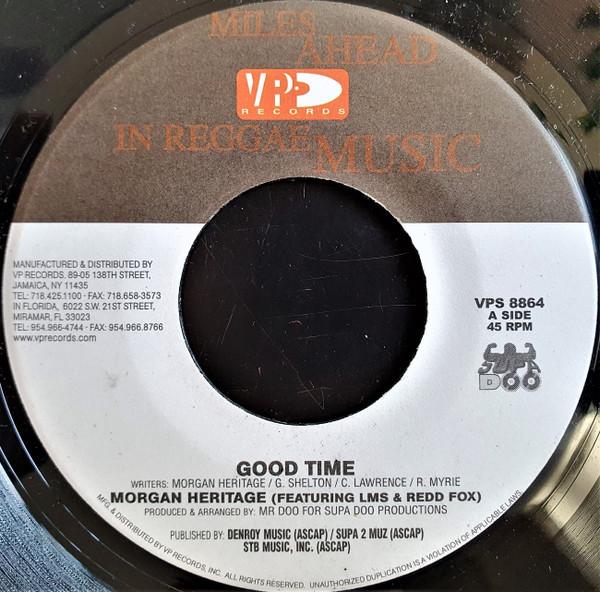 MILES
AHEAD
VP
RECORDS
IN REGGAE
MUSIC
MANUFACTURED & DISTRIBUTED BY
VP RECORDS. 89-05 138TH STREET,
JAMAICA, NY 11435
TEL: 718.425.1100 · FAX: 718.658-3573
IN FLORIDA, 6022 S.W. 21ST STREET,
MIRAMAR, FL 33023
TEL: 954.966-4744 - FAX: 954.966.8766
www.vprecords.com
VPS 8864
A SIDE
45 RPM
SUPA
DOO
GOOD TIME
WRITERS: MORGAN HERITAGE / G. SHELTON / C. LAWRENCE / R. MYRIE
MORGAN HERITAGE (FEATURING LMS & REDD FOX)
PRODUCED & ARRANGED BY: MR DOO FOR SUPA DOO PRODUCTIONS
PUBLISHED BY: DENROY MUSIC (ASCAP) / SUPA 2 MUZ (ASCAP)
STB MUSIC, INC. (ASCAP)
MFG. & DISTRIBUTED BY VP RECORDS, INC. ALL RIGHTS RESERVED. UNAUTHORIZED DUPLICATION IS A VIOLATION OF APPLICABLE LAWS.